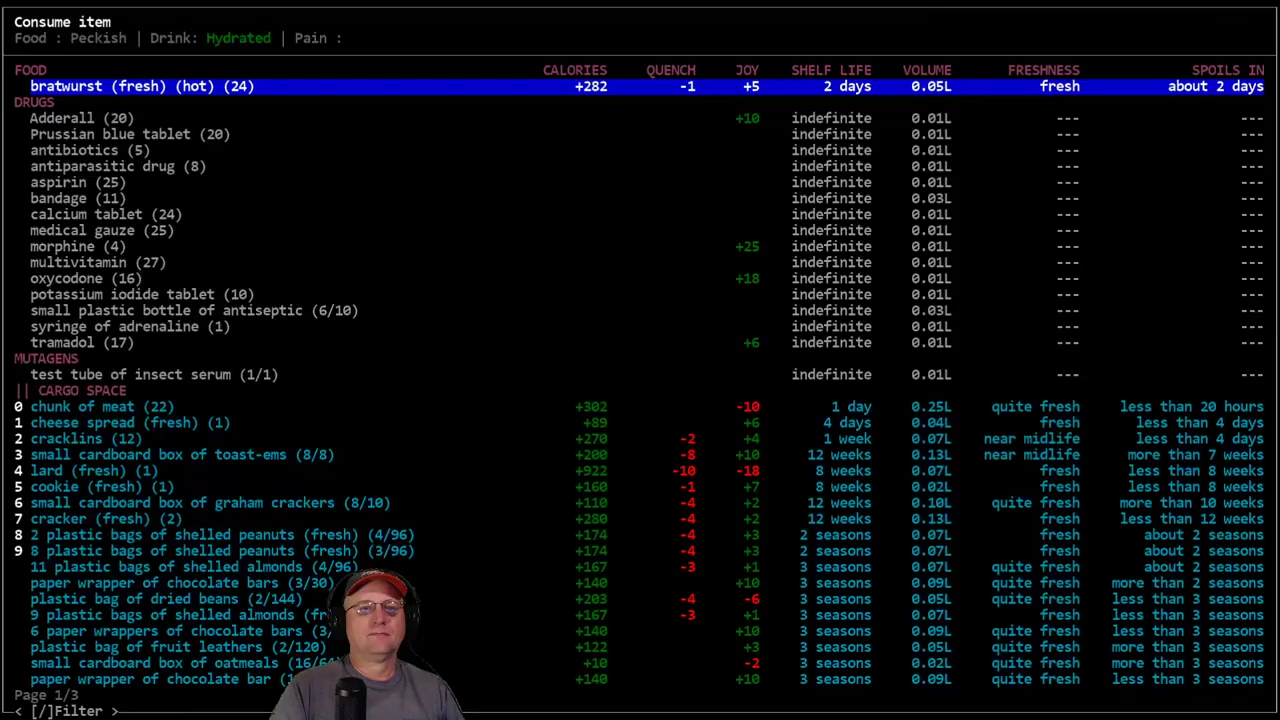 Consume item
Food : Peckish | Drink: Hydrated | Pain :
FOOD CALORIES QUENCH JOY SHELF LIFE VOLUME FRESHNESS SPOILS IN
bratwurst (fresh) (hot) (24) +282 -1 +5 2 days 0.05L fresh about 2 days
DRUGS
Adderall (20) +10 indefinite 0.01L --- ---
Prussian blue tablet (20) indefinite 0.01L --- ---
antibiotics (5) indefinite 0.01L --- ---
antiparasitic drug (8) indefinite 0.01L --- ---
aspirin (25) indefinite 0.01L --- ---
bandage (11) indefinite 0.03L --- ---
calcium tablet (24) indefinite 0.01L --- ---
medical gauze (25) indefinite 0.01L --- ---
morphine (4) +25 indefinite 0.01L --- ---
multivitamin (27) indefinite 0.01L --- ---
oxycodone (16) +18 indefinite 0.01L --- ---
potassium iodide tablet (10) indefinite 0.01L --- ---
small plastic bottle of antiseptic (6/10) indefinite 0.03L --- ---
syringe of adrenaline (1) indefinite 0.01L --- ---
tramadol (17) +6 indefinite 0.01L --- ---
MUTAGENS
test tube of insect serum (1/1) indefinite 0.01L --- ---
|| CARGO SPACE
0 chunk of meat (22) +302 -10 1 day 0.25L quite fresh less than 20 hours
1 cheese spread (fresh) (1) +89 +6 4 days 0.04L fresh less than 4 days
2 cracklins (12) +270 -2 +4 1 week 0.07L near midlife less than 4 days
3 small cardboard box of toast-ems (8/8) +200 -8 +10 12 weeks 0.13L near midlife more than 7 weeks
4 lard (fresh) (1) +922 -10 -18 8 weeks 0.07L fresh less than 8 weeks
5 cookie (fresh) (1) +160 -1 +7 8 weeks 0.02L fresh less than 8 weeks
6 small cardboard box of graham crackers (8/10) +110 -4 +2 12 weeks 0.10L quite fresh more than 10 weeks
7 cracker (fresh) (2) +280 -4 +2 12 weeks 0.13L fresh less than 12 weeks
8 2 plastic bags of shelled peanuts (fresh) (4/96) +174 -4 +3 2 seasons 0.07L fresh about 2 seasons
9 8 plastic bags of shelled peanuts (fresh) (3/96) +174 -4 +3 2 seasons 0.07L fresh about 2 seasons
11 plastic bags of shelled almonds (4/96) +167 -3 +1 3 seasons 0.07L quite fresh about 2 seasons
paper wrapper of chocolate bars (3/30) +140 +10 3 seasons 0.09L quite fresh more than 2 seasons
plastic bag of dried beans (2/144) +203 -4 -6 3 seasons 0.05L quite fresh less than 3 seasons
9 plastic bags of shelled almonds (fr +167 -3 +1 3 seasons 0.07L fresh less than 3 seasons
6 paper wrappers of chocolate bars (3/ +140 +10 3 seasons 0.09L quite fresh less than 3 seasons
plastic bag of fruit leathers (2/120) +122 +3 3 seasons 0.05L quite fresh more than 3 seasons
small cardboard box of oatmeals (16/64 +10 -2 3 seasons 0.02L quite fresh more than 3 seasons
paper wrapper of chocolate bar (1 +140 +10 3 seasons 0.09L quite fresh less than 3 seasons
Page 1/3
< [/]Filter >